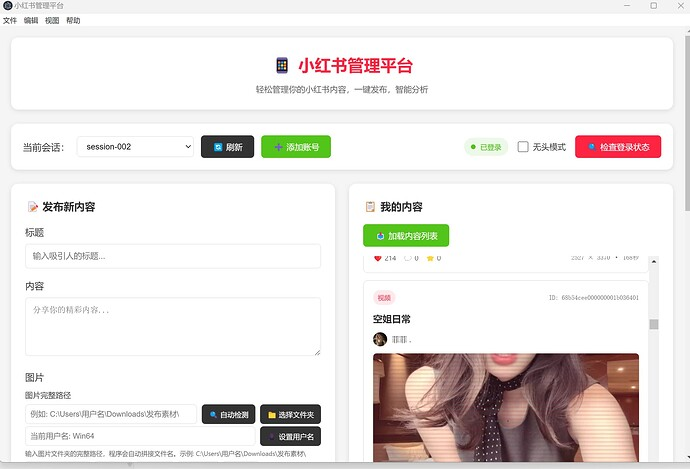 小红书管理平台
文件 编辑 视图 帮助
小红书管理平台
轻松管理你的小红书内容，一键发布，智能分析
当前会话： session-002 刷新 添加账号 已登录 无头模式 检查登录状态
发布新内容
标题
输入吸引人的标题...
内容
分享你的精彩内容...
图片
图片完整路径
例如: C:\Users\用户名\Downloads\发布素材\ 自动检测 选择文件夹
当前用户名: Win64 设置用户名
输入图片文件夹的完整路径，程序会自动拼接文件名。示例: C:\Users\用户名\Downloads\发布素材\
我的内容
加载内容列表
214 0 0
视频
空姐日常